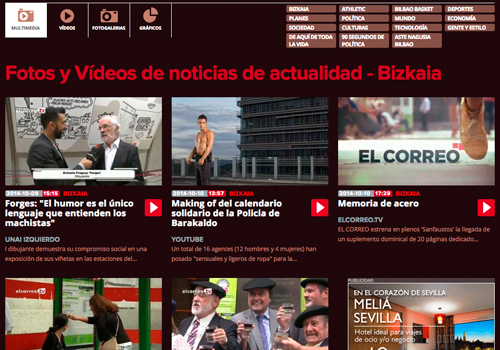 MULTIMEDIA
VÍDEOS
FOTOGALERIAS
GRÁFICOS
BIZKAIA
ATHLETIC
BILBAO BASKET
DEPORTES
PLANES
POLÍTICA
MUNDO
ECONOMÍA
SOCIEDAD
CULTURAS
TECNOLOGÍA
GENTE Y ESTILO
DE AQUÍ DE TODA LA VIDA
90 SEGUNDOS DE POLÍTICA
ASTE NAGUSIA BILBAO
Fotos y Vídeos de noticias de actualidad - Bizkaia
elcorreo tv
Antonio Fraguas 'Forges'
Dibujante
2014-10-09 15:15 BIZKAIA
Forges: "El humor es el único
lenguaje que entienden los
machistas"
UNAI IZQUIERDO
l dibujante demuestra su compromiso social en una
exposición de sus viñetas en las estaciones del...
2014-10-10 13:57 BIZKAIA
Making of del calendario
solidario de la Policia de
Barakaldo
YOUTUBE
Un total de 16 agentes (12 hombres y 4 mujeres) han
posado "sensuales y ligeros de ropa" para la...
EL CORREO
2014-10-10 17:29 BIZKAIA
Memoria de acero
ELCORREO.TV
EL CORREO estrena en plenos 'Sanfaustos' la llegada de
un suplemento dominical de 20 páginas dedicado...
elcorreo tv
elcorreo tv
PUBLICIDAD
EN EL CORAZÓN DE SEVILLA
MELIÁ
SEVILLA
Hotel ideal para viajes
de ocio y/o negocio